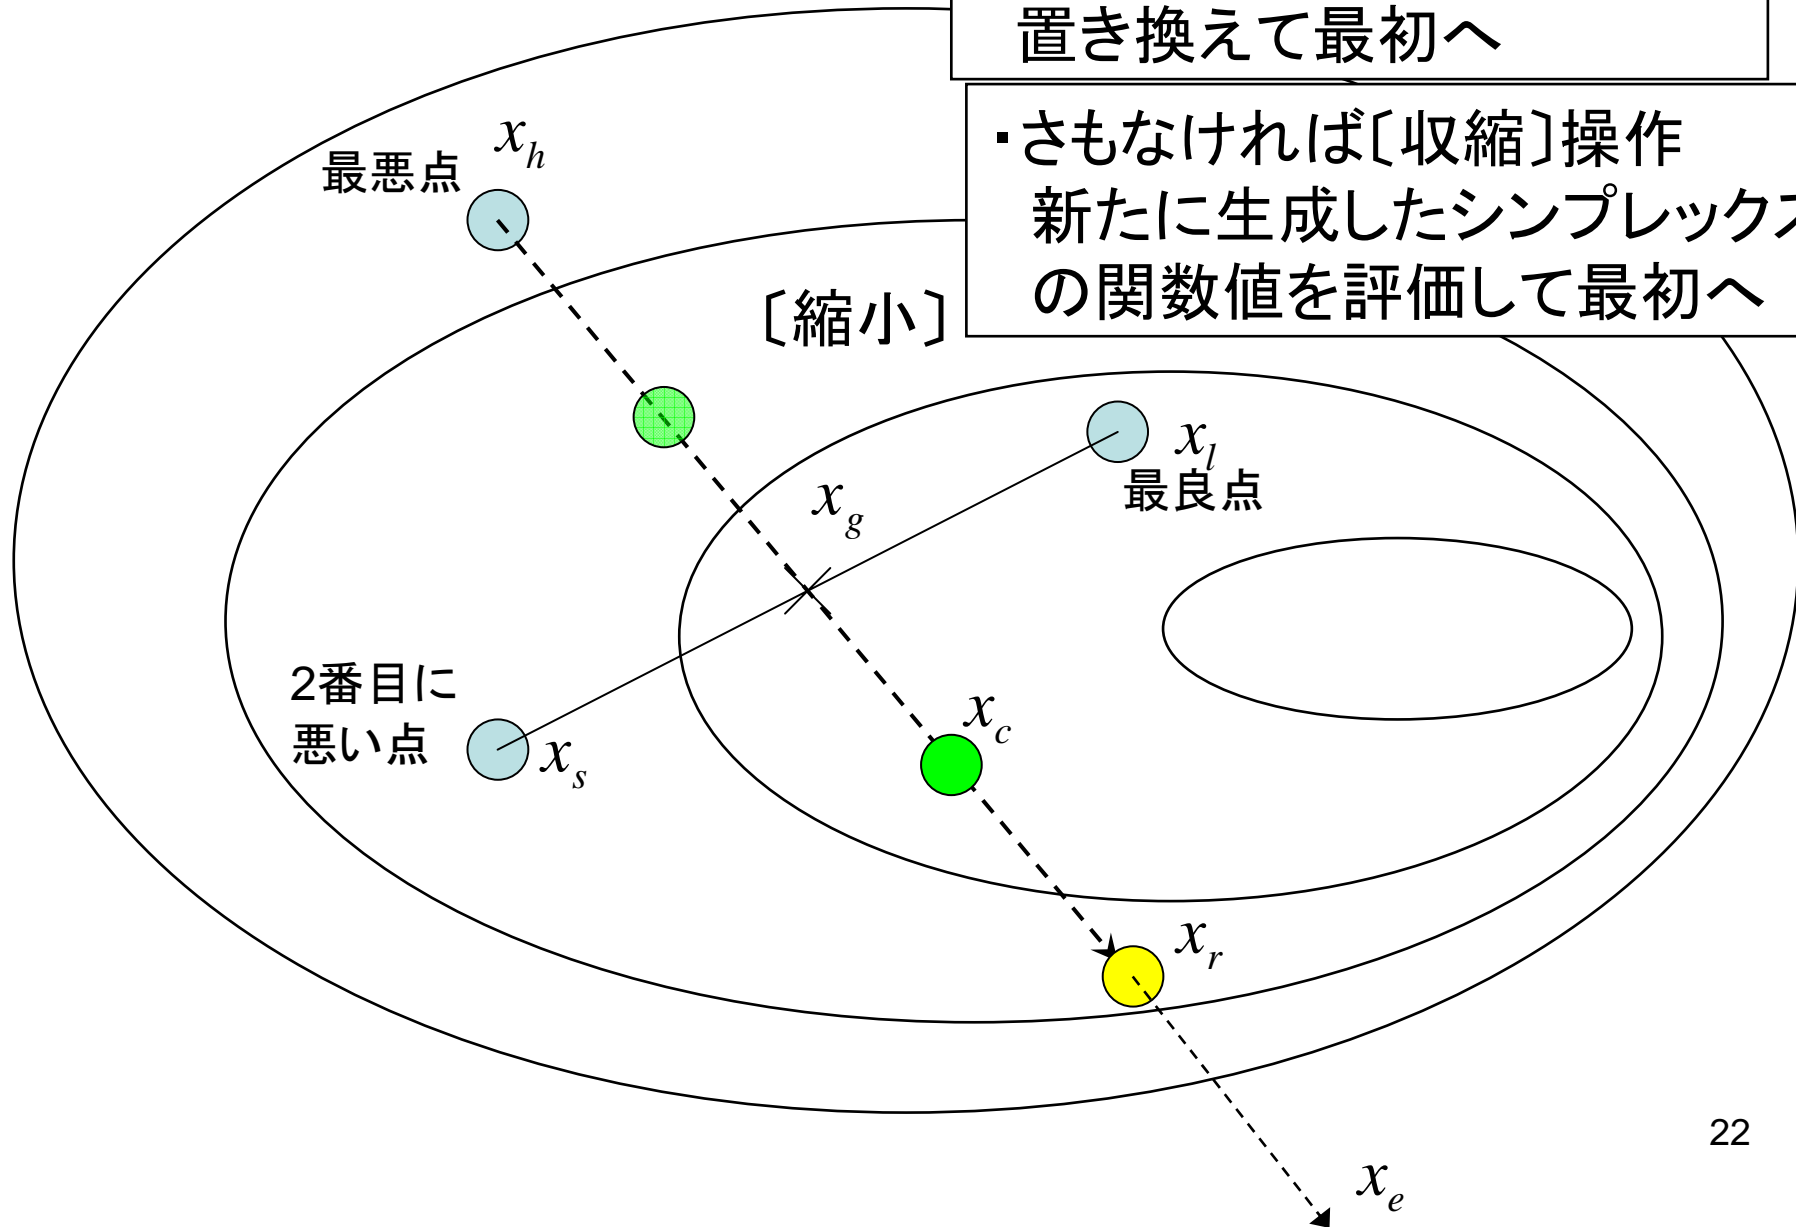 置き換えて最初へ
・さもなければ〔収縮〕操作
新たに生成したシンプレックス
の関数値を評価して最初へ
x_h
最悪点
〔縮小〕
x_l
最良点
x_g
2番目に
悪い点
x_s
x_c
x_r
22
x_e